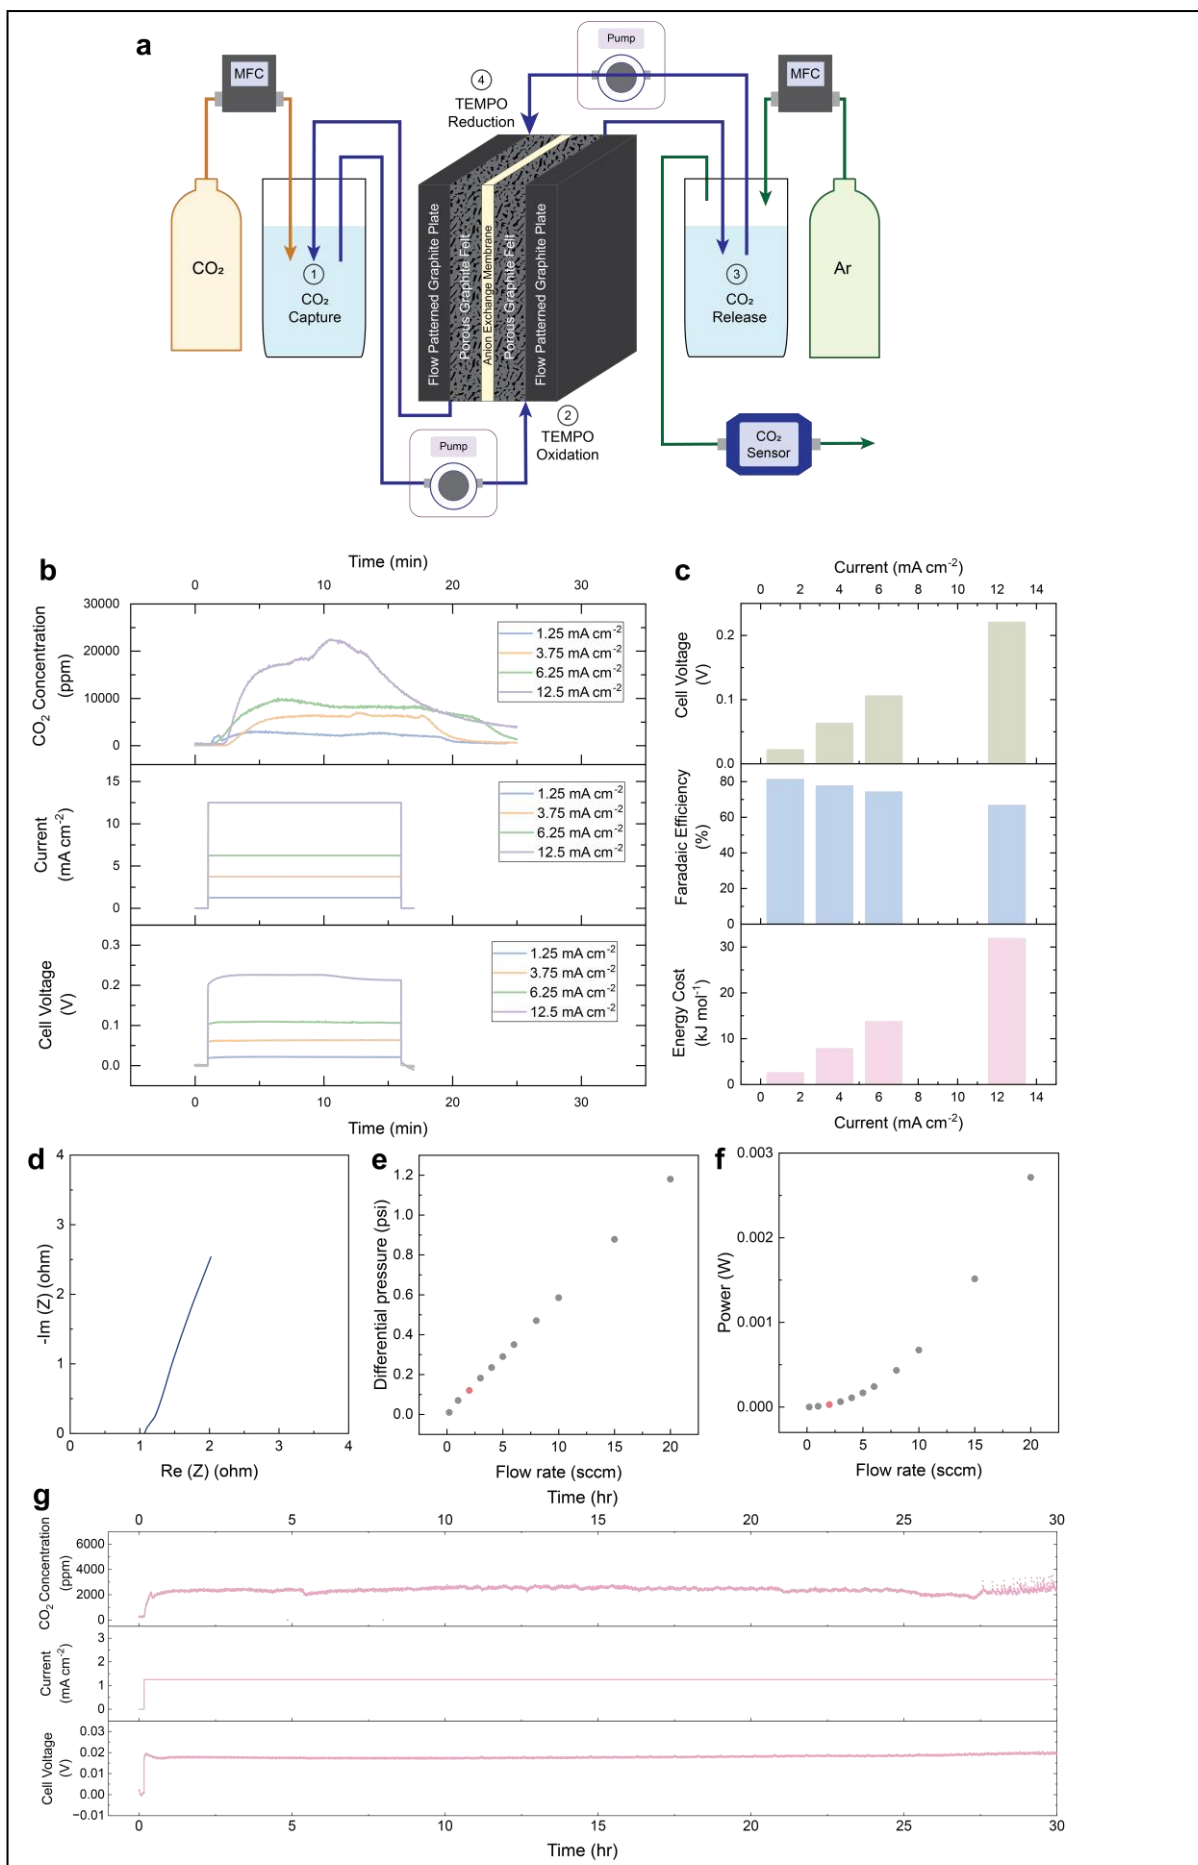 a
MFC
Pump
MFC
④
TEMPO
Reduction
CO₂
①
CO₂
Capture
Flow Patterned Graphite Plate
Porous Graphite Felt
Anion Exchange Membrane
Porous Graphite Felt
Flow Patterned Graphite Plate
③
CO₂
Release
Ar
②
TEMPO
Oxidation
Pump
CO₂
Sensor
b
Time (min)
0 10 20 30
CO₂ Concentration
(ppm)
30000
20000
10000
0
1.25 mA cm⁻²
3.75 mA cm⁻²
6.25 mA cm⁻²
12.5 mA cm⁻²
Current
(mA cm⁻²)
15
10
5
0
1.25 mA cm⁻²
3.75 mA cm⁻²
6.25 mA cm⁻²
12.5 mA cm⁻²
Cell Voltage
(V)
0.3
0.2
0.1
0.0
1.25 mA cm⁻²
3.75 mA cm⁻²
6.25 mA cm⁻²
12.5 mA cm⁻²
0 10 20 30
Time (min)
c
Current (mA cm⁻²)
0 2 4 6 8 10 12 14
Cell Voltage
(V)
0.2
0.1
0.0
Faradaic Efficiency
(%)
80
60
40
20
0
Energy Cost
(kJ mol⁻¹)
30
20
10
0
0 2 4 6 8 10 12 14
Current (mA cm⁻²)
d
-Im (Z) (ohm)
4
3
2
1
0
0 1 2 3 4
Re (Z) (ohm)
e
Differential pressure (psi)
1.2
1.0
0.8
0.6
0.4
0.2
0.0
0 5 10 15 20
Flow rate (sccm)
f
Power (W)
0.003
0.002
0.001
0.000
0 5 10 15 20
Flow rate (sccm)
g
Time (hr)
0 5 10 15 20 25 30
CO₂ Concentration
(ppm)
6000
4000
2000
0
Current
(mA cm⁻²)
3
2
1
0
Cell Voltage
(V)
0.03
0.02
0.01
0.00
−0.01
0 5 10 15 20 25 30
Time (hr)